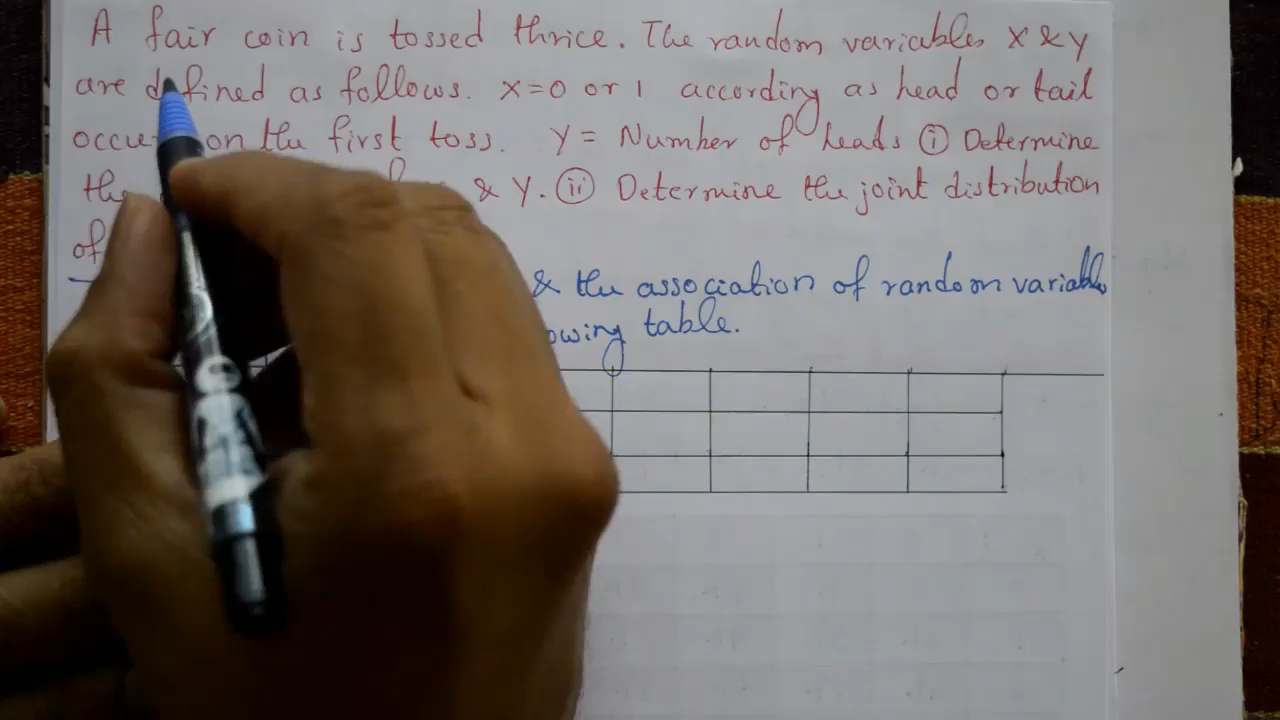 A fair coin is tossed thrice. The random variables X & Y
are defined as follows. X=0 or 1 according as head or tail
on the first toss. Y= Number of heads (i) Determine
& Y. (ii) Determine the joint distribution
of
& the association of random variables
table.